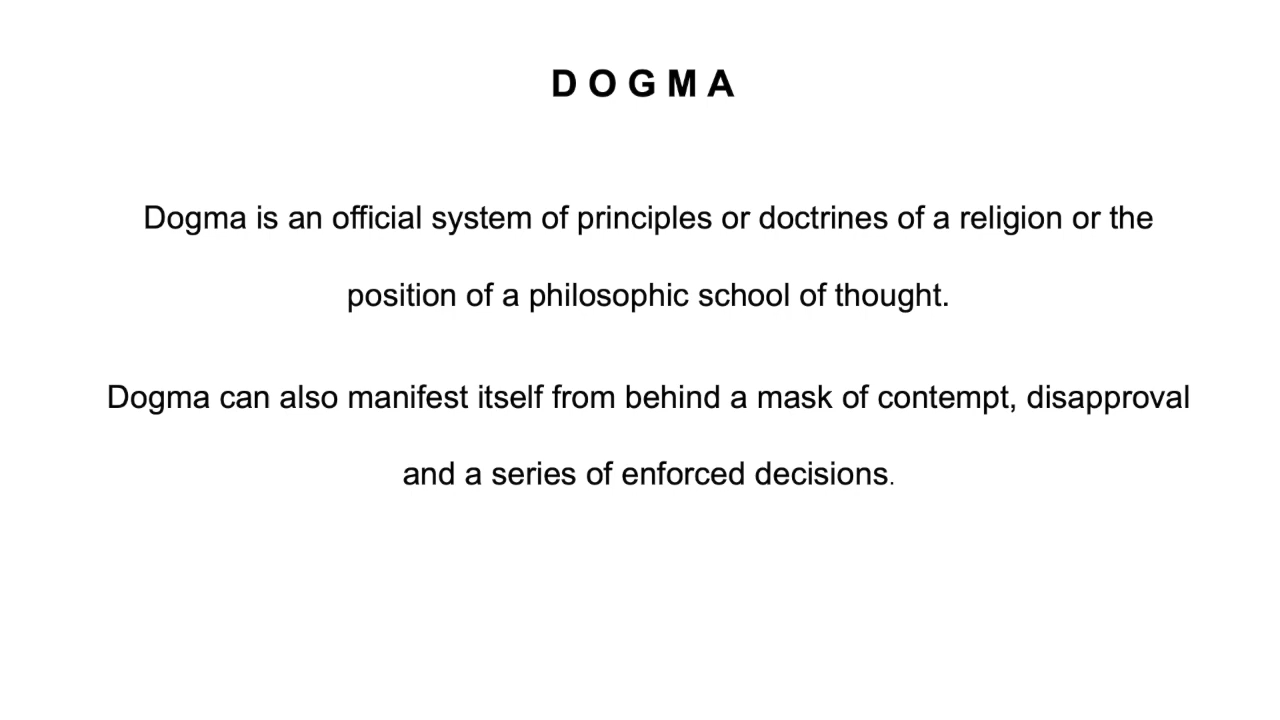 D O G M A
Dogma is an official system of principles or doctrines of a religion or the
position of a philosophic school of thought.
Dogma can also manifest itself from behind a mask of contempt, disapproval
and a series of enforced decisions.